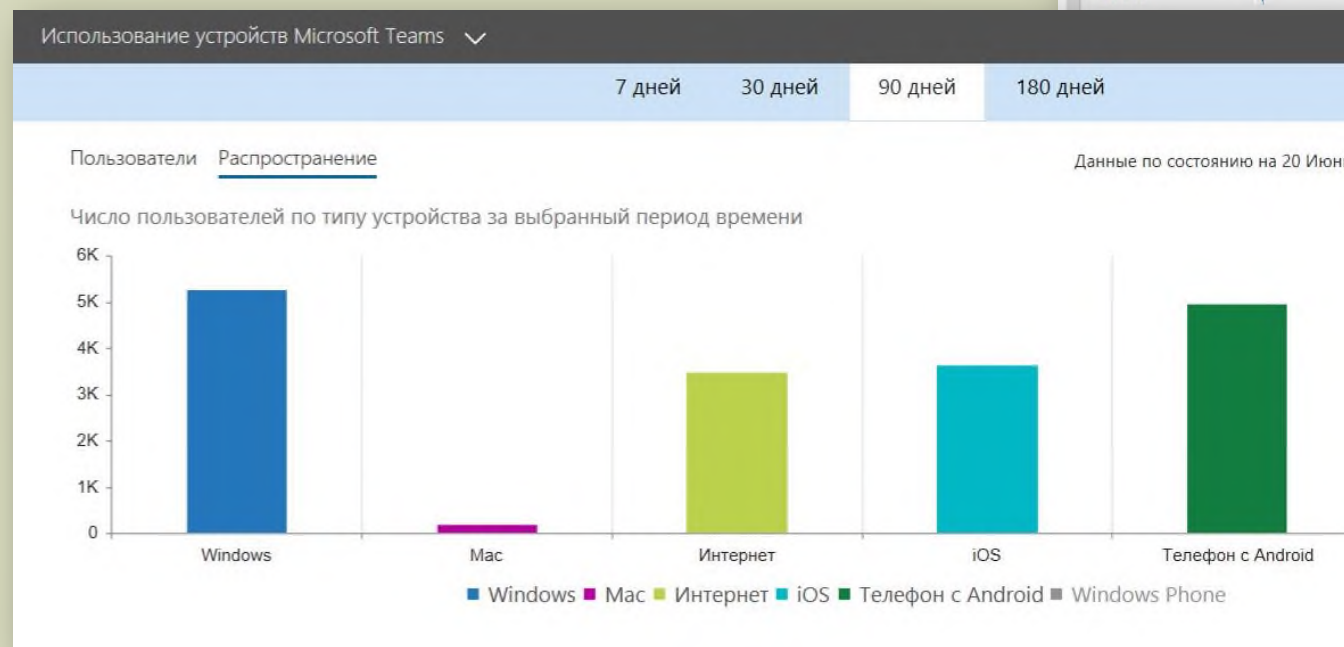 Использование устройств Microsoft Teams
7 дней 30 дней 90 дней 180 дней
Пользователи Распространение
Данные по состоянию на 20
Число пользователей по типу устройства за выбранный период времени
6K
5K
4K
3K
2K
1K
0
Windows Mac Интернет iOS Телефон с Android
Windows Mac Интернет iOS Телефон с Android Windows Phone